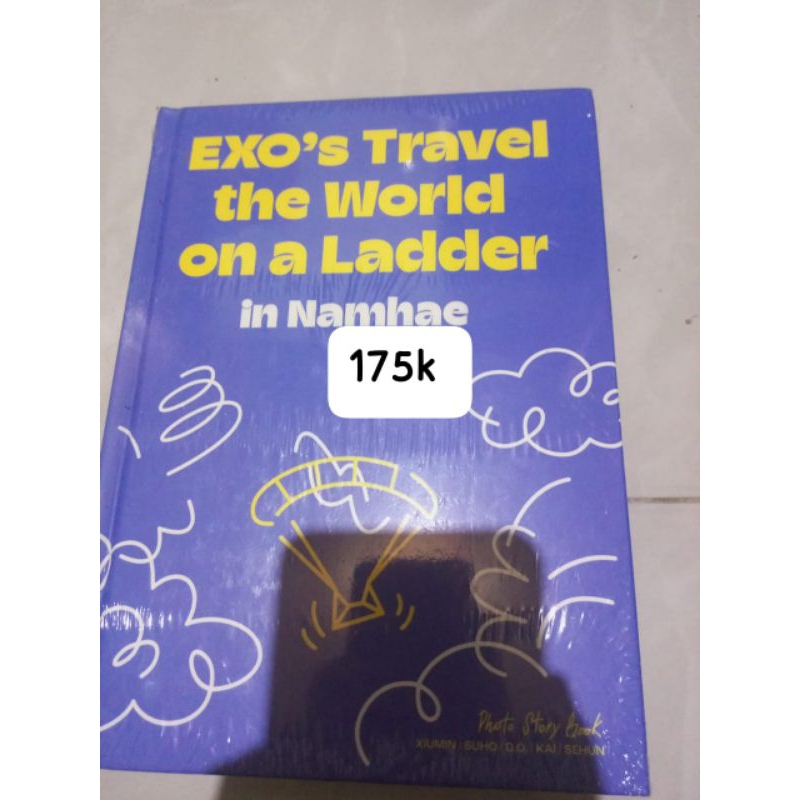 EXO's Travel
the World
on a Ladder
in Namhae
175k
Photo Story Book
XIUMIN | SUHO | D.O. | KAI | SEHUN